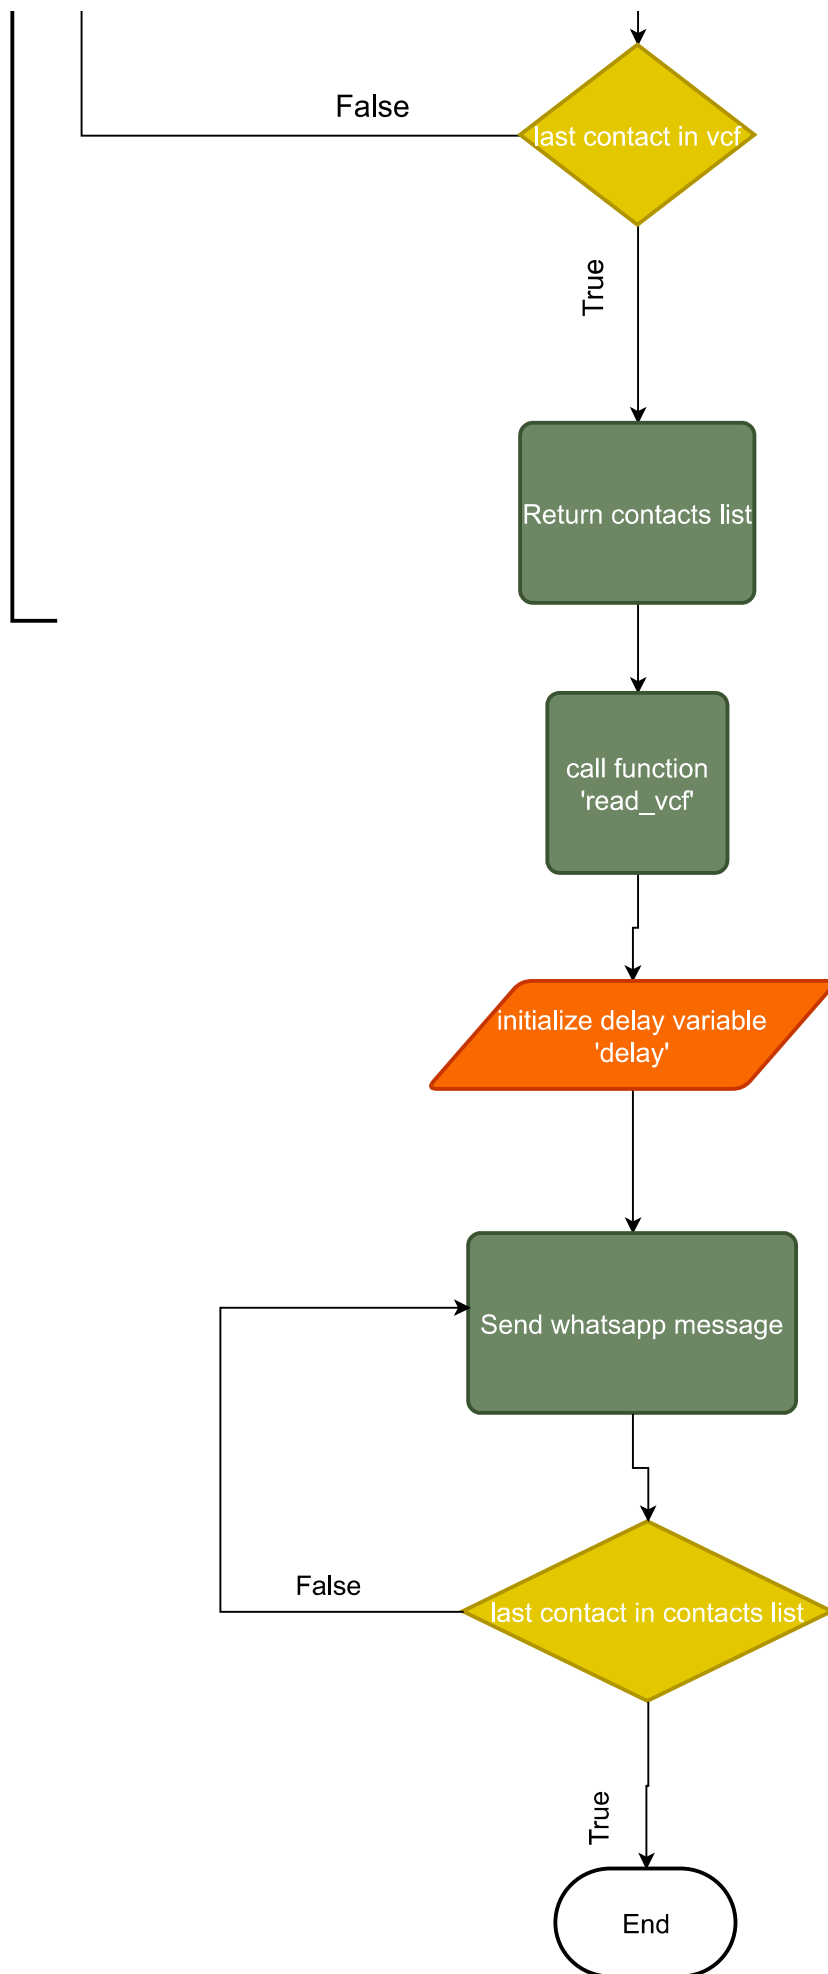 False
last contact in vcf
True
Return contacts list
call function
'read_vcf'
initialize delay variable
'delay'
Send whatsapp message
False
last contact in contacts list
True
End